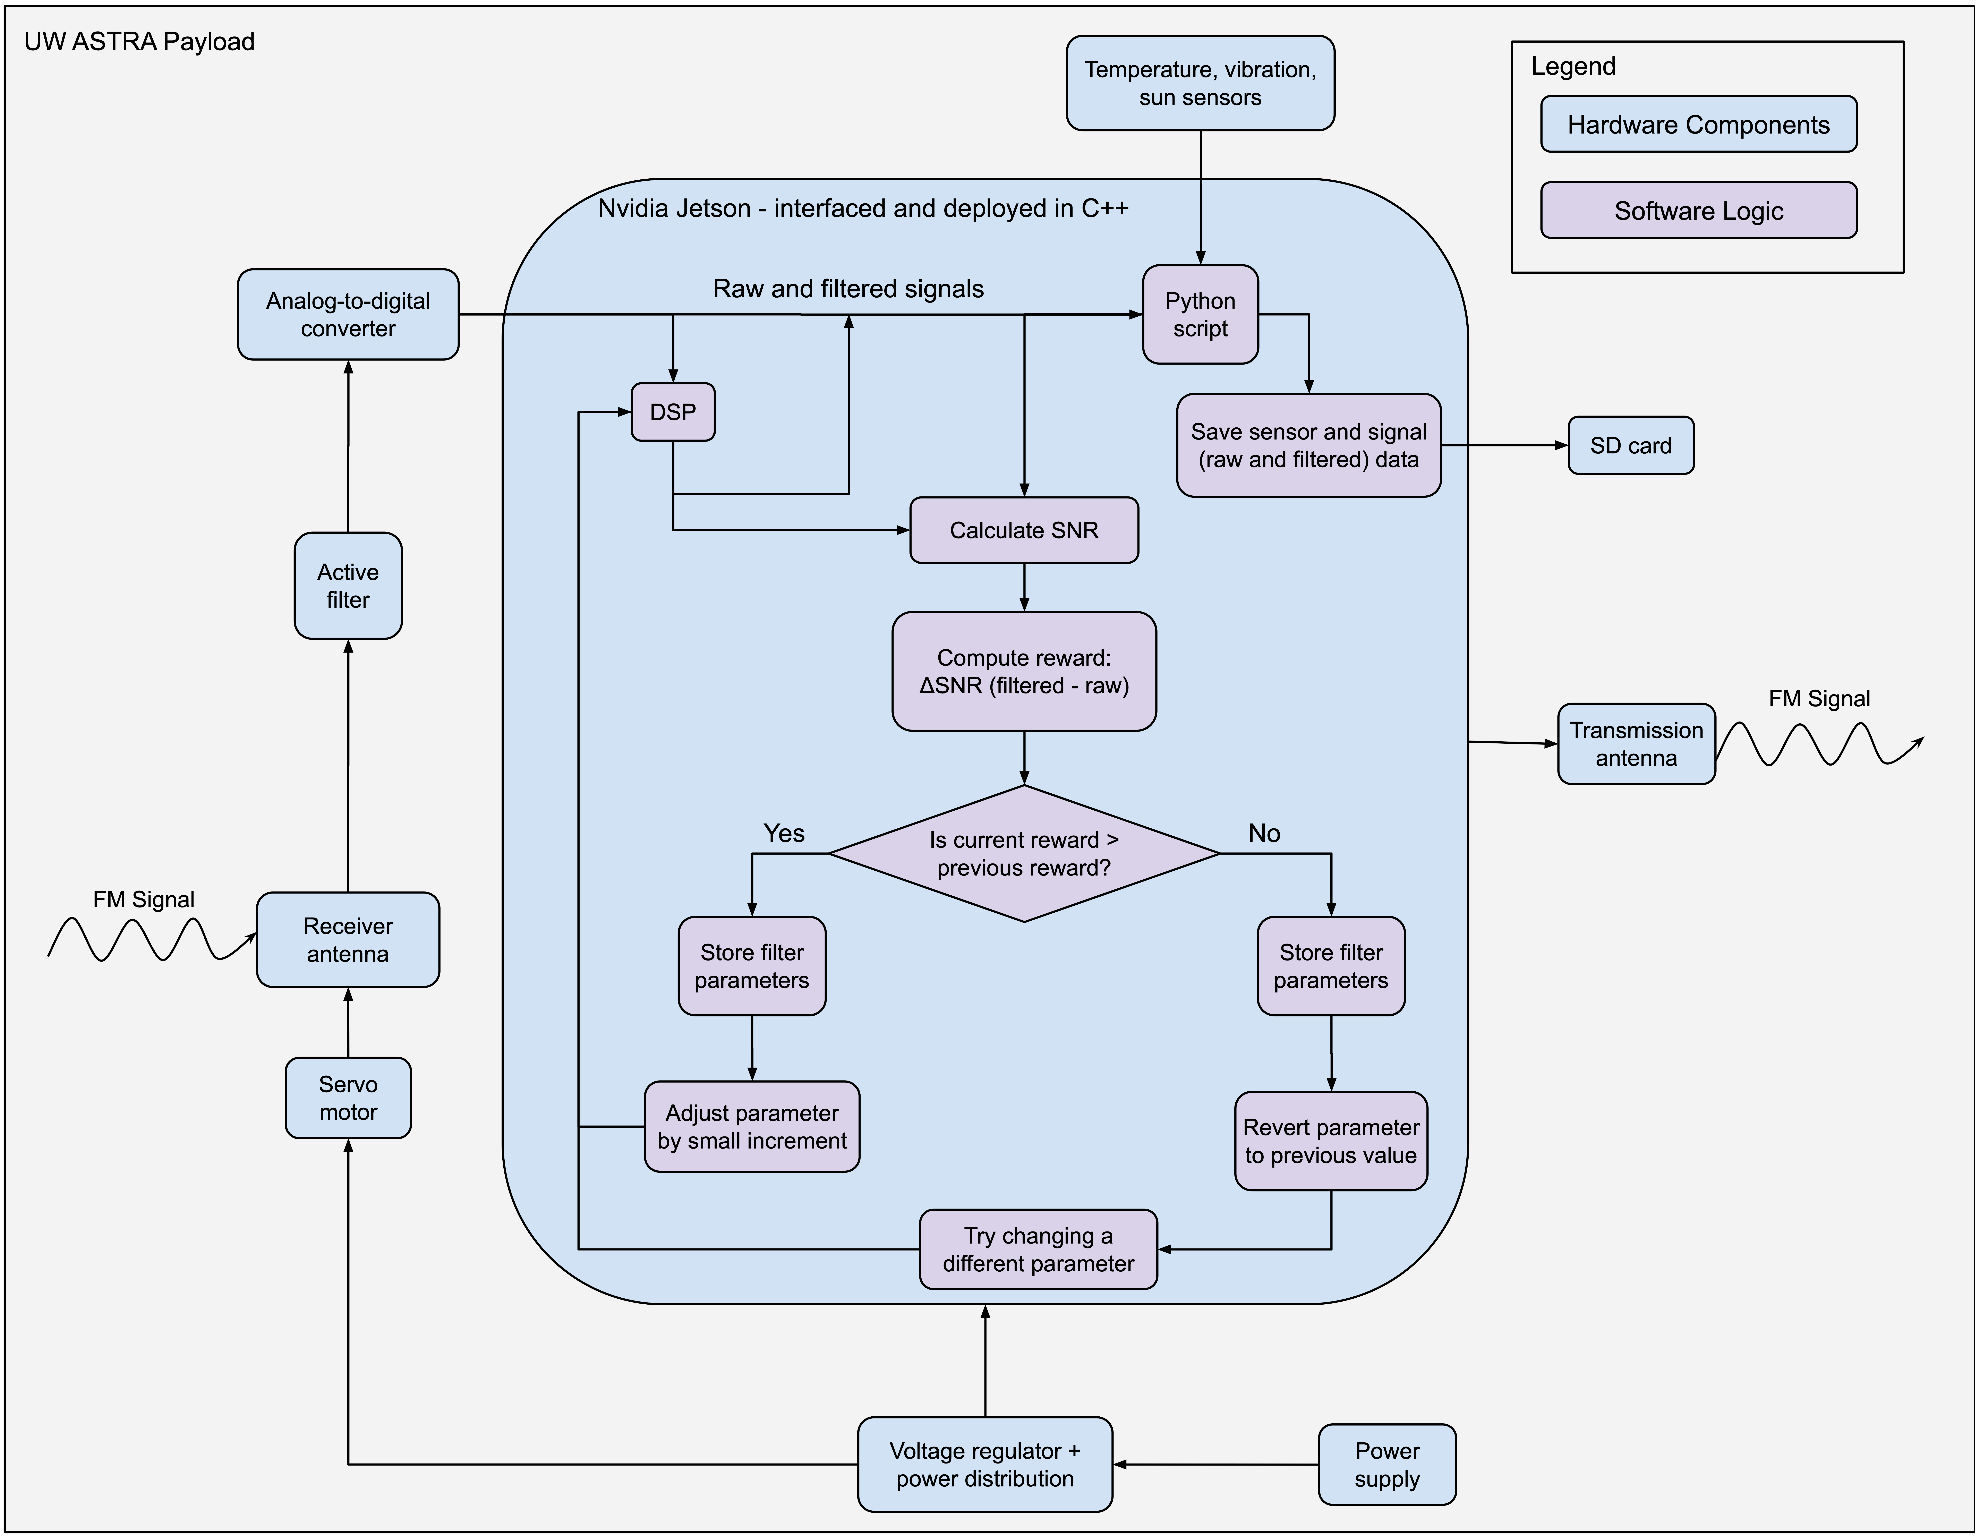 UW ASTRA Payload
Temperature, vibration,
sun sensors
Legend
Hardware Components
Software Logic
Nvidia Jetson - interfaced and deployed in C++
Analog-to-digital
converter
Raw and filtered signals
Python
script
DSP
Save sensor and signal
(raw and filtered) data
SD card
Calculate SNR
Active
filter
Compute reward:
ΔSNR (filtered - raw)
FM Signal
Transmission
antenna
Yes
Is current reward >
previous reward?
No
FM Signal
Receiver
antenna
Store filter
parameters
Store filter
parameters
Servo
motor
Adjust parameter
by small increment
Revert parameter
to previous value
Try changing a
different parameter
Voltage regulator +
power distribution
Power
supply